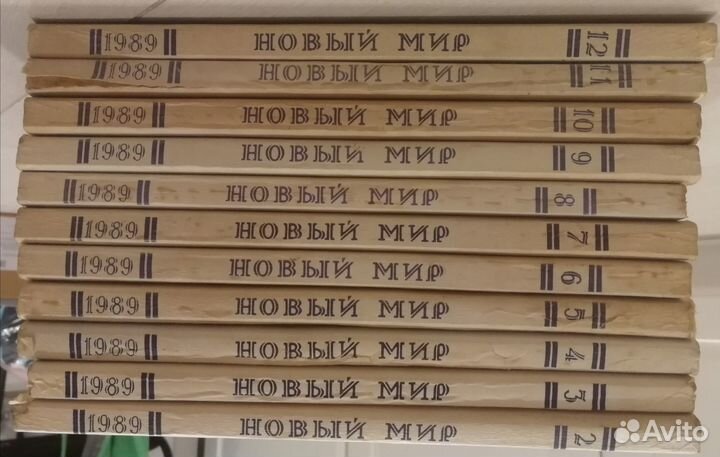 1989 НОВЫЙ МИР 12
1989 НОВЫЙ МИР 11
1989 НОВЫЙ МИР 10
1989 НОВЫЙ МИР 9
1989 НОВЫЙ МИР 8
1989 НОВЫЙ МИР 7
1989 НОВЫЙ МИР 6
1989 НОВЫЙ МИР 5
1989 НОВЫЙ МИР 4
1989 НОВЫЙ МИР 3
1989 НОВЫЙ МИР 2
Avito